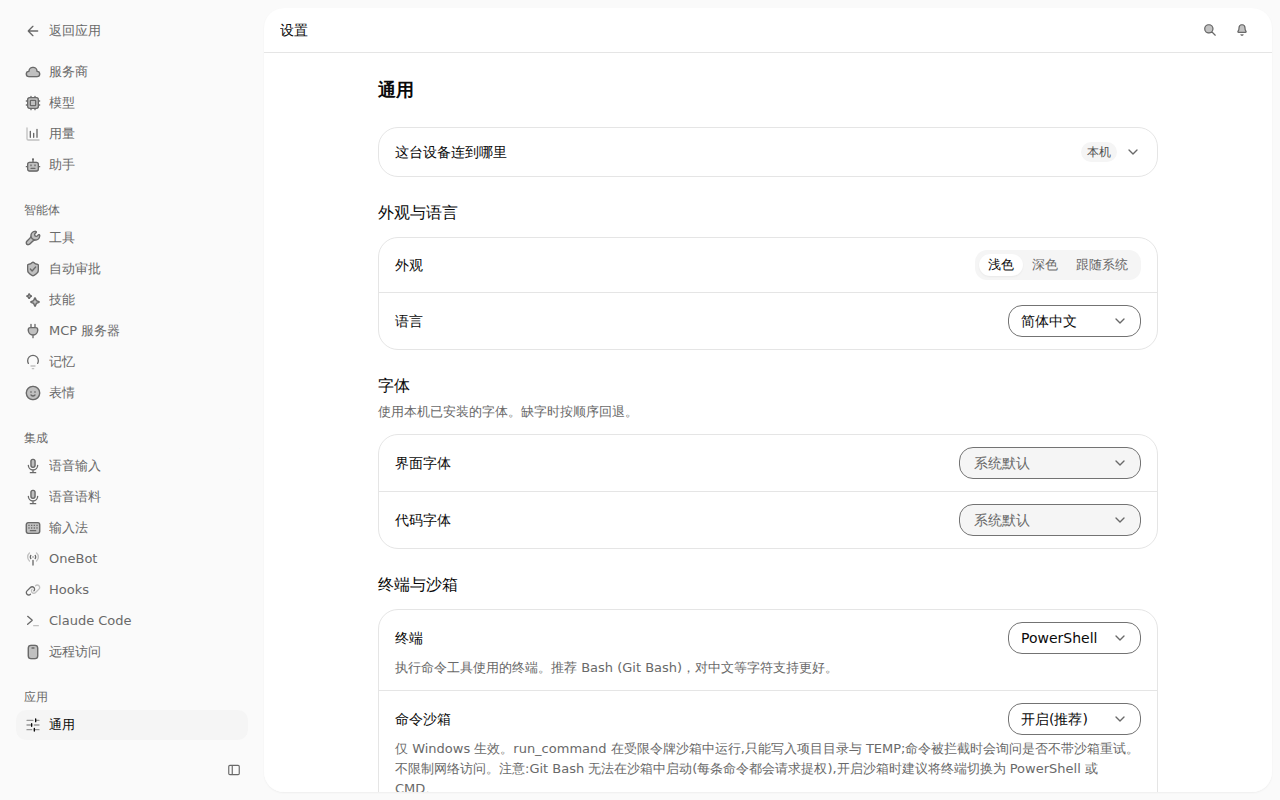 返回应用
服务商
模型
用量
助手
智能体
工具
自动审批
技能
MCP 服务器
记忆
表情
集成
语音输入
语音语料
输入法
OneBot
Hooks
Claude Code
远程访问
应用
通用
设置
通用
这台设备连到哪里
本机
外观与语言
外观
浅色 深色 跟随系统
语言
简体中文
字体
使用本机已安装的字体。缺字时按顺序回退。
界面字体
系统默认
代码字体
系统默认
终端与沙箱
终端
PowerShell
执行命令工具使用的终端。推荐 Bash (Git Bash)，对中文等字符支持更好。
命令沙箱
开启(推荐)
仅 Windows 生效。run_command 在受限令牌沙箱中运行,只能写入项目目录与 TEMP;命令被拦截时会询问是否不带沙箱重试。
不限制网络访问。注意:Git Bash 无法在沙箱中启动(每条命令都会请求提权),开启沙箱时建议将终端切换为 PowerShell 或
CMD